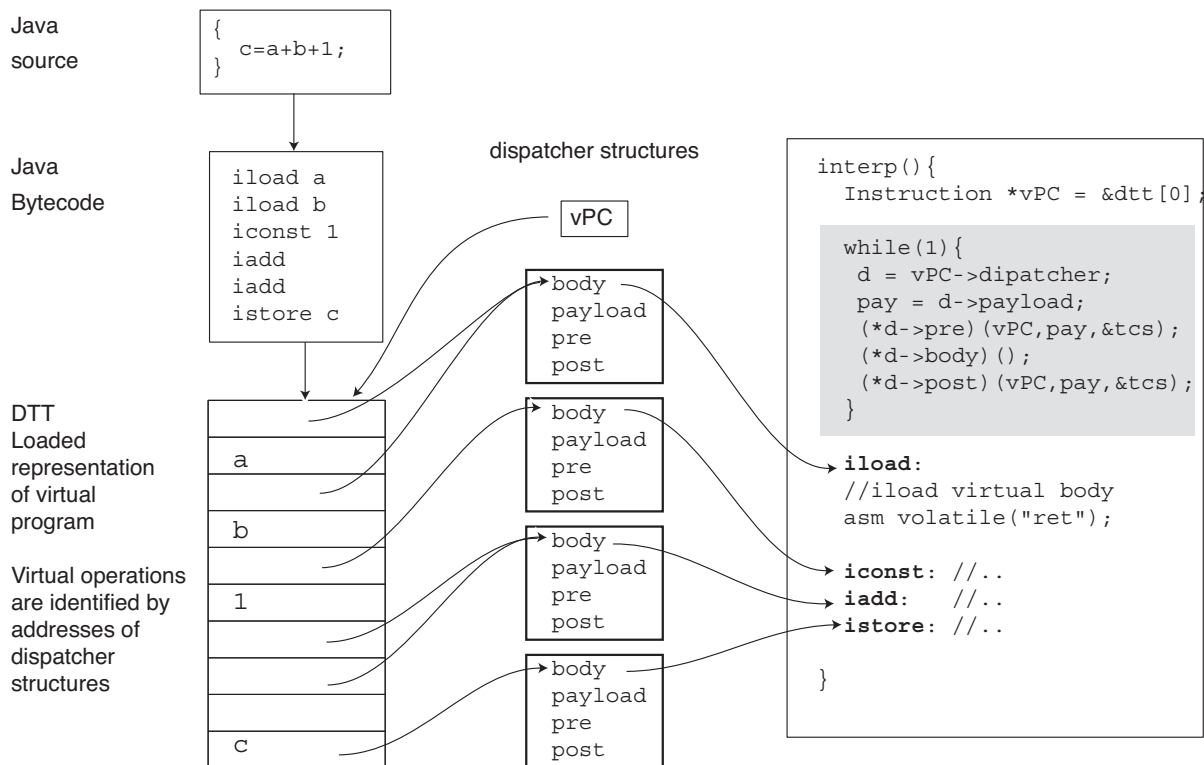 Java
source
{
c=a+b+1;
}
Java
Bytecode
iload a
iload b
iconst 1
iadd
iadd
istore c
dispatcher structures
vPC
body
payload
pre
post
body
payload
pre
post
body
payload
pre
post
body
payload
pre
post
DTT
Loaded
representation
of virtual
program
Virtual operations
are identified by
addresses of
dispatcher
structures
a
b
1
c
interp(){
Instruction *vPC = &dtt[0];
while(1){
d = vPC->dipatcher;
pay = d->payload;
(*d->pre)(vPC,pay,&tcs);
(*d->body)();
(*d->post)(vPC,pay,&tcs);
}
iload:
//iload virtual body
asm volatile("ret");
iconst: //..
iadd: //..
istore: //..
}